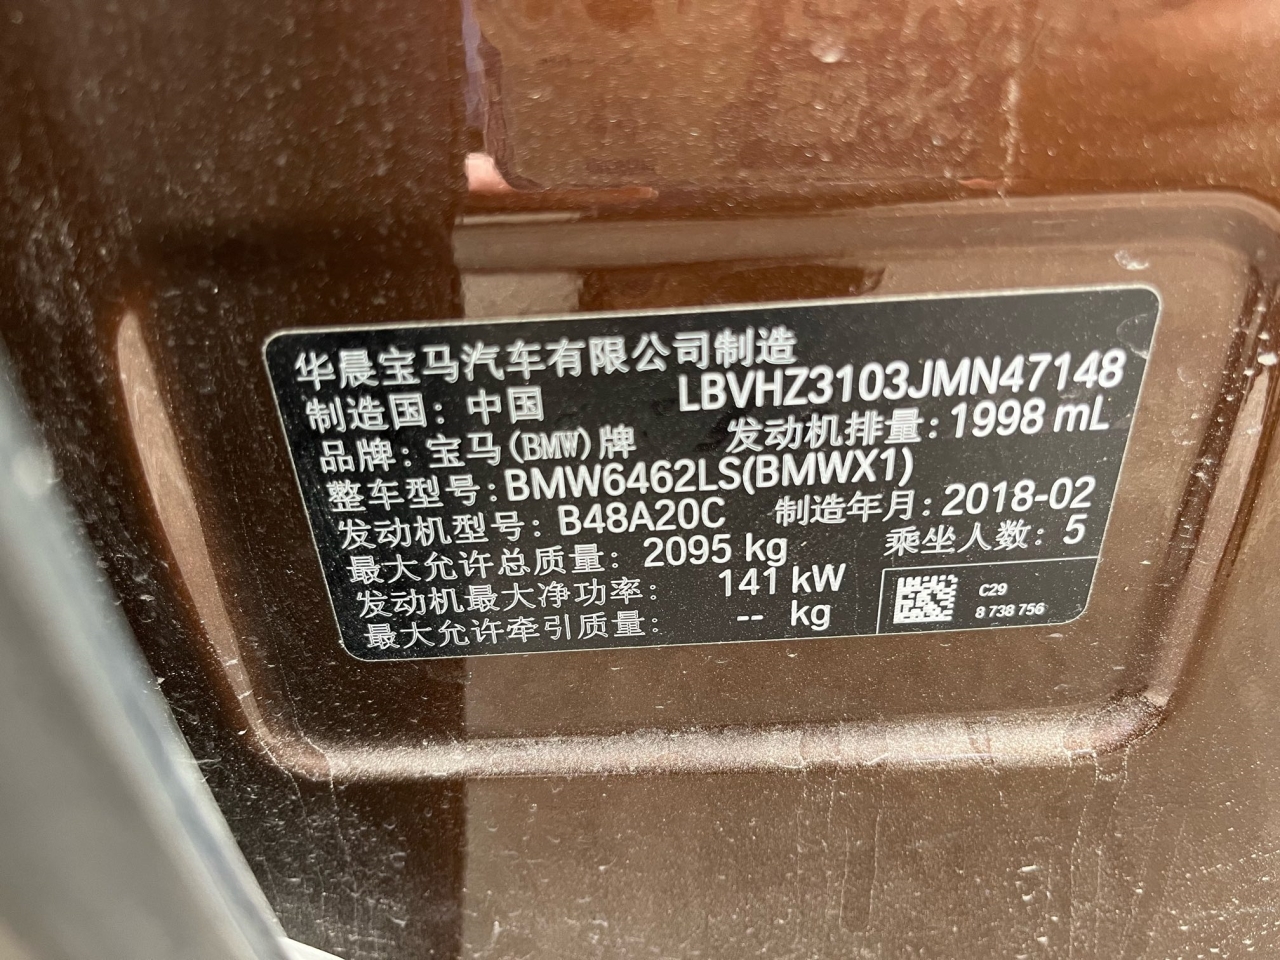 华晨宝马汽车有限公司制造
制造国：中国 LBVHZ3103JMN47148
品牌：宝马(BMW)牌 发动机排量：1998 mL
整车型号：BMW6462LS(BMWX1)
发动机型号：B48A20C 制造年月：2018-02
最大允许总质量：2095 kg 乘坐人数：5
发动机最大净功率：141 kW
最大允许牵引质量：-- kg
C29
8 738 756